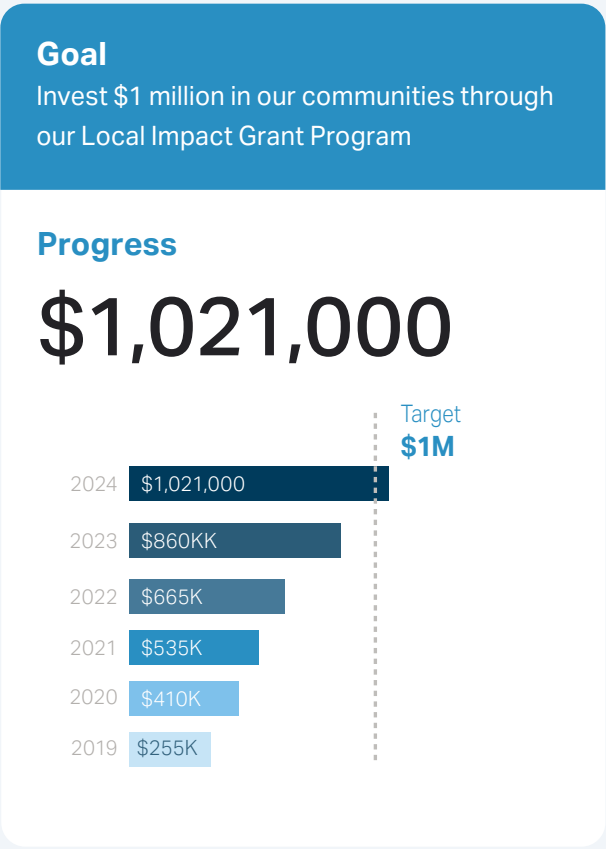 Goal
Invest $1 million in our communities through
our Local Impact Grant Program
Progress
$1,021,000
Target
$1M
2024 $1,021,000
2023 $860KK
2022 $665K
2021 $535K
2020 $410K
2019 $255K